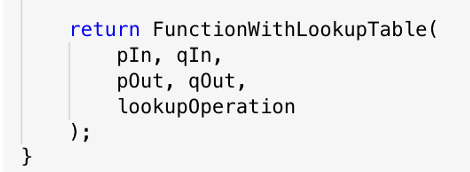 return FunctionWithLookupTable(
pIn, qIn,
pOut, qOut,
lookupOperation
);
}